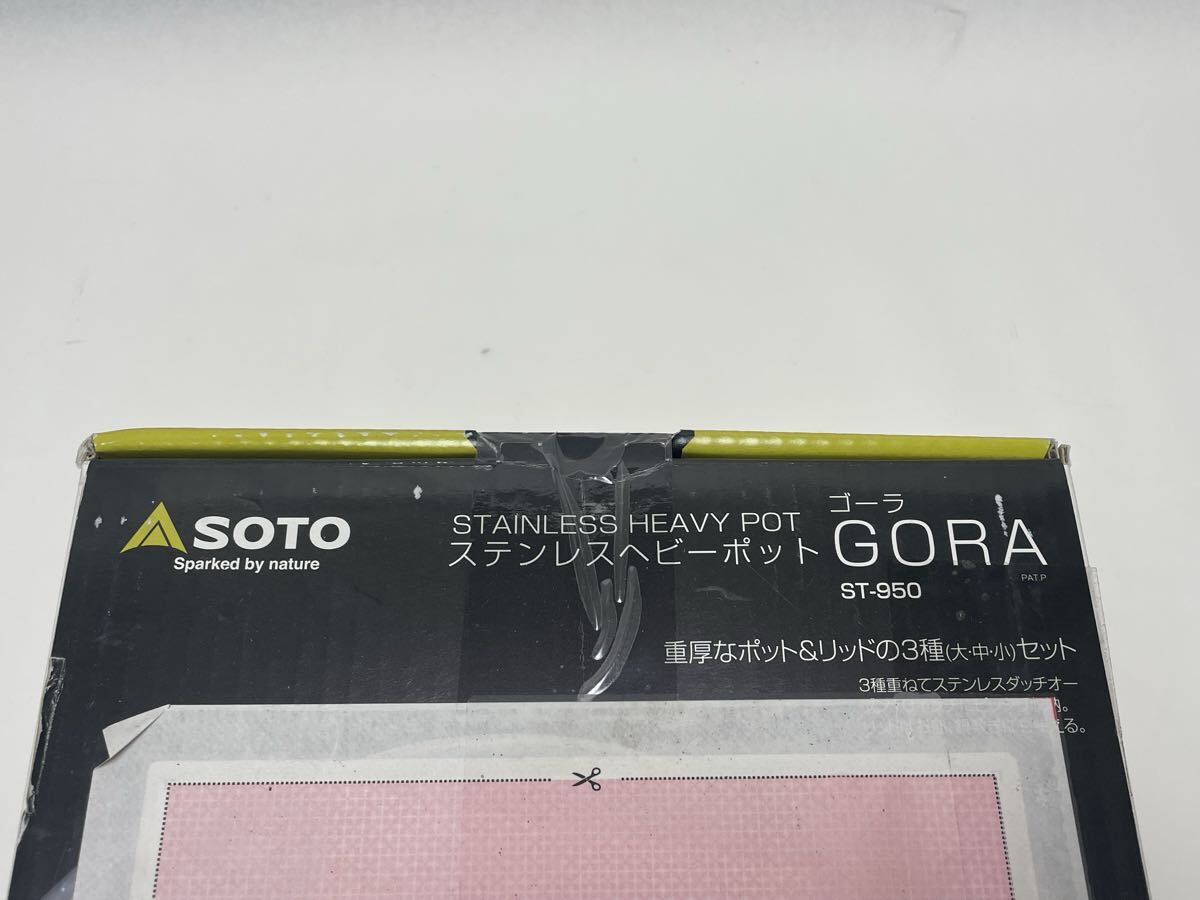 SOTO
Sparked by nature
STAINLESS HEAVY POT
ステンレスヘビーポット
ゴーラ
GORA
PAT.P
ST-950
重厚なポット&リッドの3種(大・中・小)セット
3種重ねてステンレスダッチオー
納。
える。